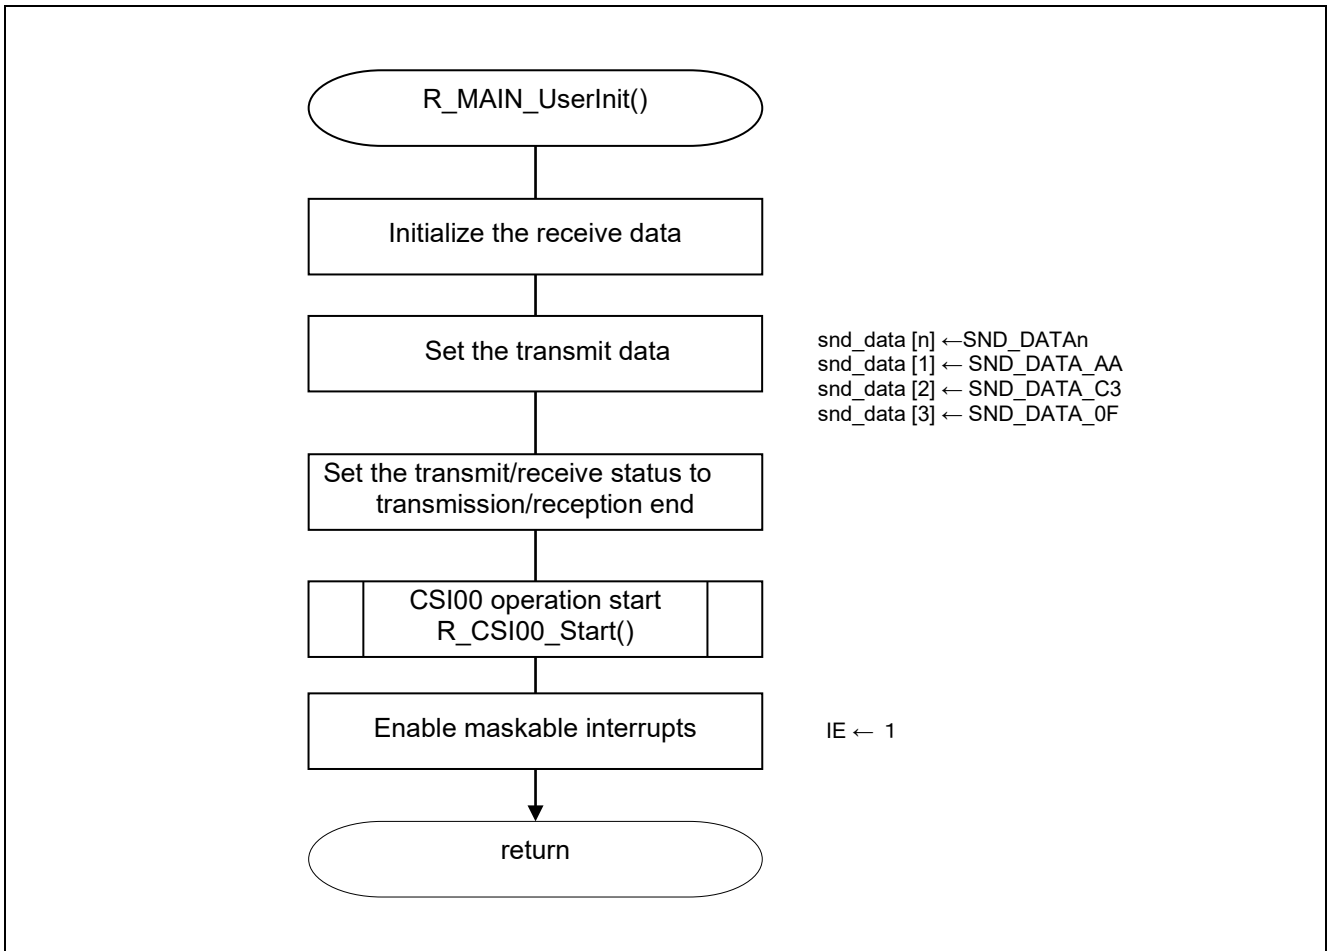 R_MAIN_UserInit()
Initialize the receive data
Set the transmit data
snd_data [n] ←SND_DATAn
snd_data [1] ← SND_DATA_AA
snd_data [2] ← SND_DATA_C3
snd_data [3] ← SND_DATA_0F
Set the transmit/receive status to
transmission/reception end
CSI00 operation start
R_CSI00_Start()
Enable maskable interrupts
IE ← 1
return